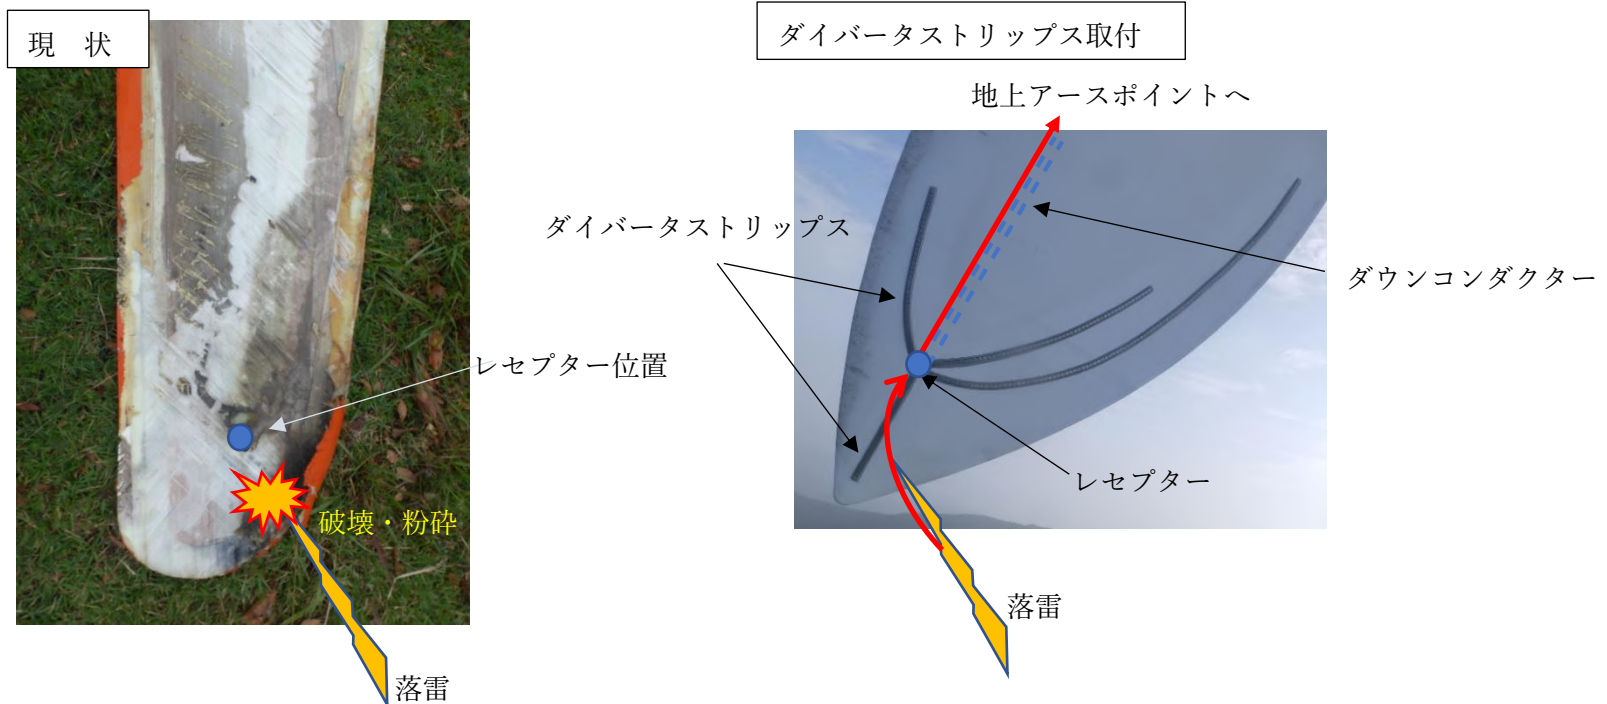 現　状
ダイバータストリップス取付
地上アースポイントへ
ダイバータストリップス
ダウンコンダクター
レセプター位置
レセプター
破壊・粉砕
落雷
落雷